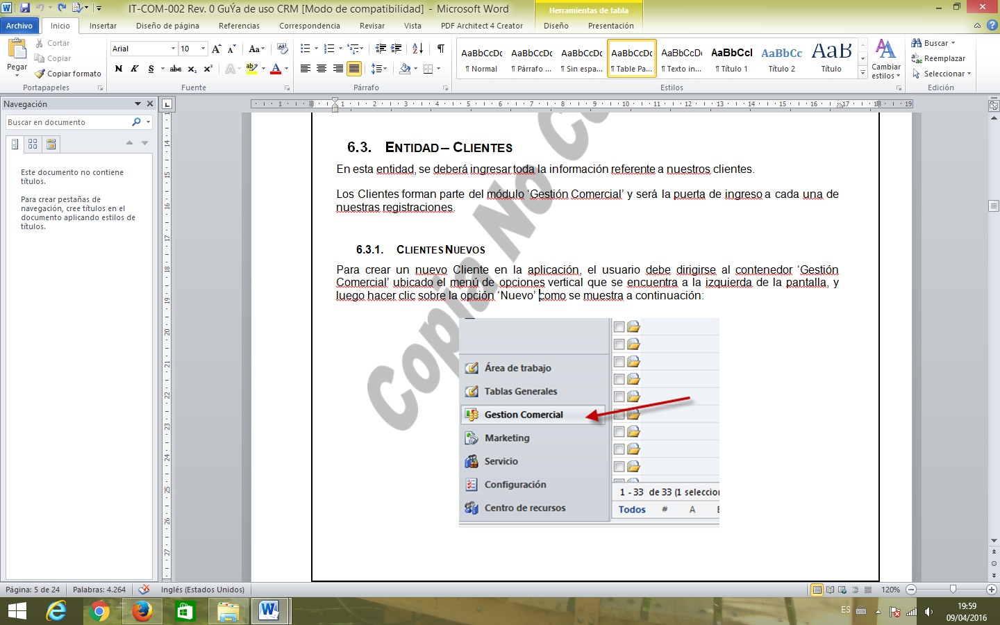 IT-COM-002 Rev. 0 GuÝa de uso CRM [Modo de compatibilidad] - Microsoft Word
Herramientas de tabla
Archivo Inicio Insertar Diseño de página Referencias Correspondencia Revisar Vista PDF Architect 4 Creator Diseño Presentación
Pegar
Cortar
Copiar
Copiar formato
Portapapeles
Arial 10
N K S abc x₂ x²
Fuente
Párrafo
AaBbCcDc AaBbCcDc AaBbCcDc AaBbCcDc AaBbCcDc AaBbCcI AaBbCc AaB
¶ Normal ¶ Párrafo ... ¶ Sin espa... ¶ Table Pa... ¶ Texto in... ¶ Título 1 Título 2 Título
Cambiar estilos
Estilos
Buscar
Reemplazar
Seleccionar
Edición
Navegación
Buscar en documento
Este documento no contiene
títulos.
Para crear pestañas de
navegación, cree títulos en el
documento aplicando estilos de
títulos.
6.3. ENTIDAD – CLIENTES
En esta entidad, se deberá ingresar toda la información referente a nuestros clientes.
Los Clientes forman parte del módulo ‘Gestión Comercial’ y será la puerta de ingreso a cada una de
nuestras registraciones.
6.3.1. CLIENTES NUEVOS
Para crear un nuevo Cliente en la aplicación, el usuario debe dirigirse al contenedor ‘Gestión
Comercial’ ubicado el menú de opciones vertical que se encuentra a la izquierda de la pantalla, y
luego hacer clic sobre la opción ‘Nuevo’ como se muestra a continuación:
Copia No Co
Área de trabajo
Tablas Generales
Gestion Comercial
Marketing
Servicio
Configuración
Centro de recursos
1 - 33 de 33 (1 seleccio
Todos # A
Página: 5 de 24 Palabras: 4.264 Inglés (Estados Unidos) 120%
ES
19:59
09/04/2016